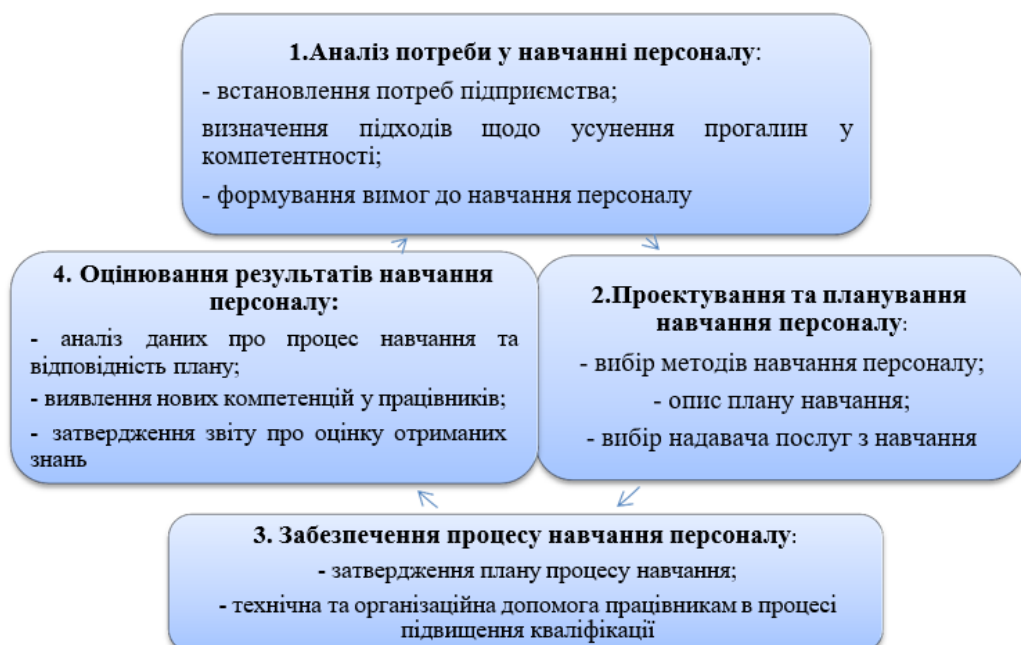 1.Аналіз потреби у навчанні персоналу:
- встановлення потреб підприємства;
визначення підходів щодо усунення прогалин у
компетентності;
- формування вимог до навчання персоналу
4. Оцінювання результатів навчання
персоналу:
- аналіз даних про процес навчання та
відповідність плану;
- виявлення нових компетенцій у працівників;
- затвердження звіту про оцінку отриманих
знань
2.Проектування та планування
навчання персоналу:
- вибір методів навчання персоналу;
- опис плану навчання;
- вибір надавача послуг з навчання
3. Забезпечення процесу навчання персоналу:
- затвердження плану процесу навчання;
- технічна та організаційна допомога працівникам в процесі
підвищення кваліфікації